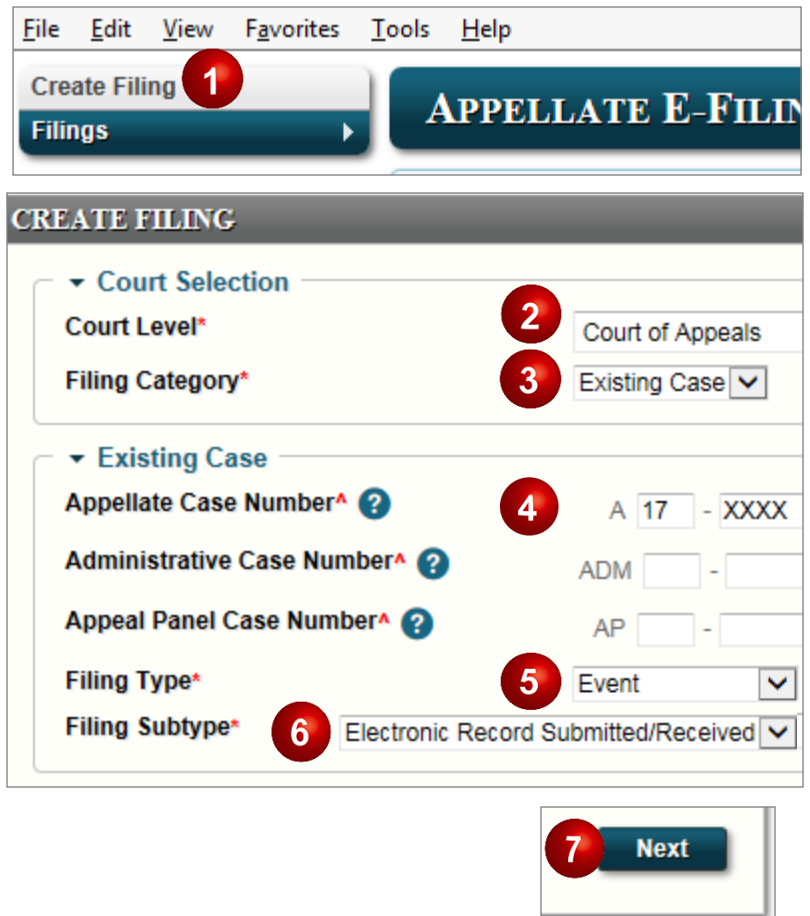 File Edit View Favorites Tools Help
Create Filing 1
Filings
APPELLATE E-FILIN
CREATE FILING
Court Selection
Court Level* 2 Court of Appeals
Filing Category* 3 Existing Case
Existing Case
Appellate Case Number^ ? 4 A 17 - XXXX
Administrative Case Number^ ? ADM -
Appeal Panel Case Number^ ? AP -
Filing Type* 5 Event
Filing Subtype* 6 Electronic Record Submitted/Received
7 Next